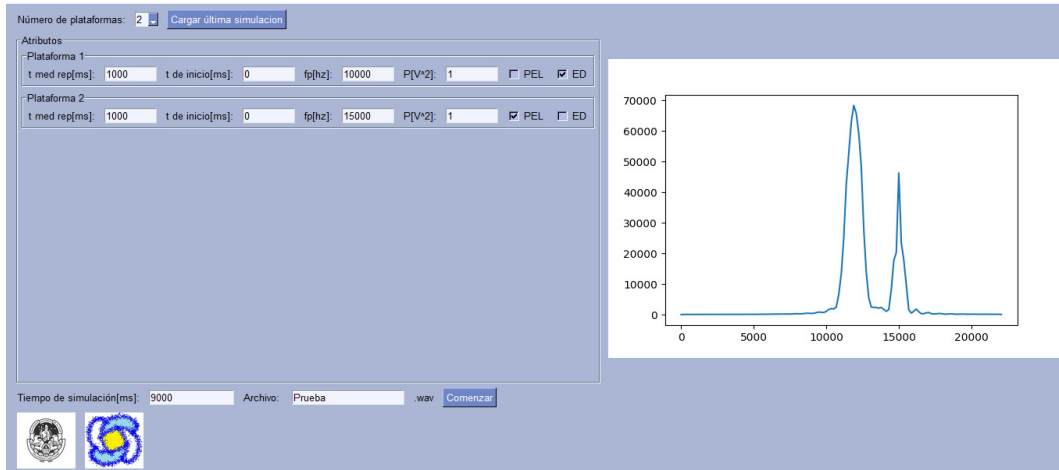 Número de plataformas: 2 Cargar última simulacion
Atributos
Plataforma 1
t med rep[ms]: 1000 t de inicio[ms]: 0 fp[hz]: 10000 P[V^2]: 1 PEL ED
Plataforma 2
t med rep[ms]: 1000 t de inicio[ms]: 0 fp[hz]: 15000 P[V^2]: 1 PEL ED
70000
60000
50000
40000
30000
20000
10000
0
0 5000 10000 15000 20000
Tiempo de simulación[ms]: 9000 Archivo: Prueba .wav Comenzar